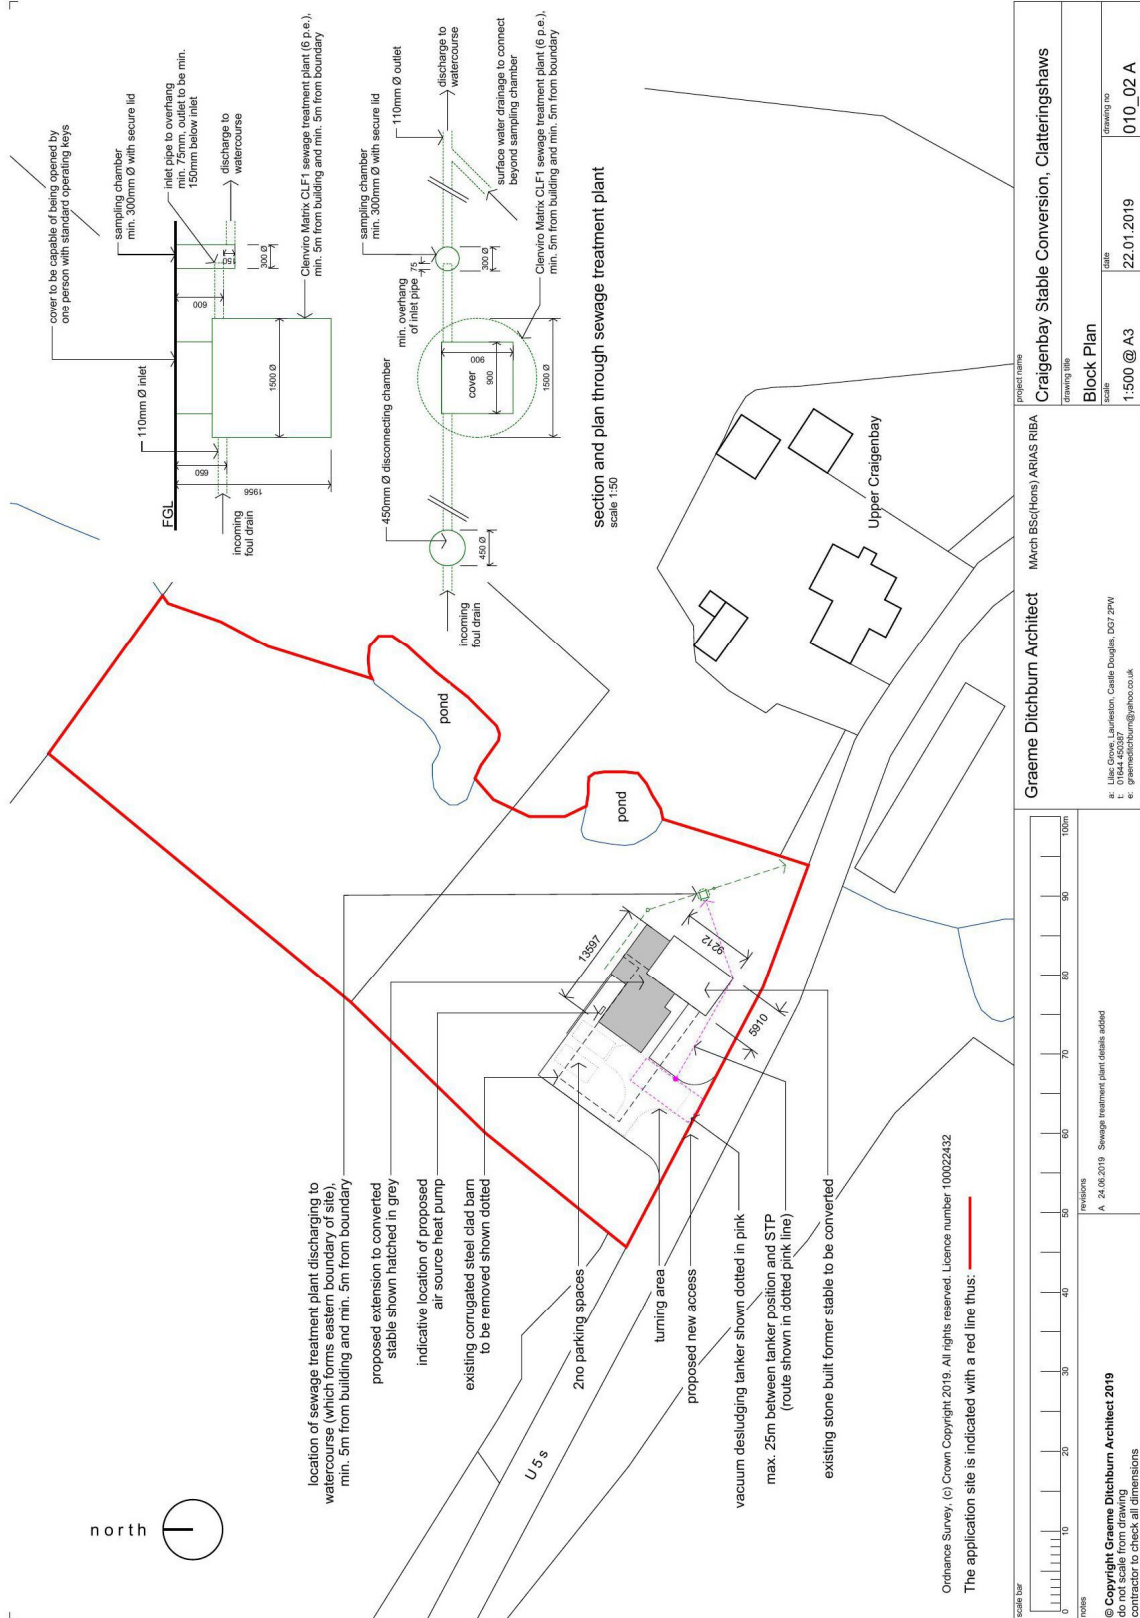 north
location of sewage treatment plant discharging to
watercourse (which forms eastern boundary of site),
min. 5m from building and min. 5m from boundary
proposed extension to converted
stable shown hatched in grey
indicative location of proposed
air source heat pump
existing corrugated steel clad barn
to be removed shown dotted
2no parking spaces
turning area
proposed new access
vacuum desludging tanker shown dotted in pink
max. 25m between tanker position and STP
(route shown in dotted pink line)
existing stone built former stable to be converted
U5s
13597
9212
5910
pond
pond
Upper Craigenbay
cover to be capable of being opened by
one person with standard operating keys
sampling chamber
min. 300mm Ø with secure lid
inlet pipe to overhang
min. 75mm, outlet to be min.
150mm below inlet
discharge to
watercourse
110mm Ø inlet
FGL
incoming
foul drain
650
1956
600
150
300 Ø
1500 Ø
Clenviro Matrix CLF1 sewage treatment plant (6 p.e.),
min. 5m from building and min. 5m from boundary
450mm Ø disconnecting chamber
min. overhang
of inlet pipe
75
sampling chamber
min. 300mm Ø with secure lid
110mm Ø outlet
discharge to
watercourse
surface water drainage to connect
beyond sampling chamber
Clenviro Matrix CLF1 sewage treatment plant (6 p.e.),
min. 5m from building and min. 5m from boundary
incoming
foul drain
450 Ø
cover
900
900
1500 Ø
300 Ø
section and plan through sewage treatment plant
scale 1:50
Ordnance Survey, (c) Crown Copyright 2019. All rights reserved. Licence number 100022432
The application site is indicated with a red line thus:
scale bar
0 10 20 30 40 50 60 70 80 90 100m
notes
© Copyright Graeme Ditchburn Architect 2019
do not scale from drawing
contractor to check all dimensions
revisions
A 24.06.2019 Sewage treatment plant details added
Graeme Ditchburn Architect MArch BSc(Hons) ARIAS RIBA
a: Lilac Grove, Laurieston, Castle Douglas, DG7 2PW
t: 01644 450387
e: graemeditchburn@yahoo.co.uk
project name
Craigenbay Stable Conversion, Clatteringshaws
drawing title
Block Plan
scale
1:500 @ A3
date
22.01.2019
drawing no
010_02 A